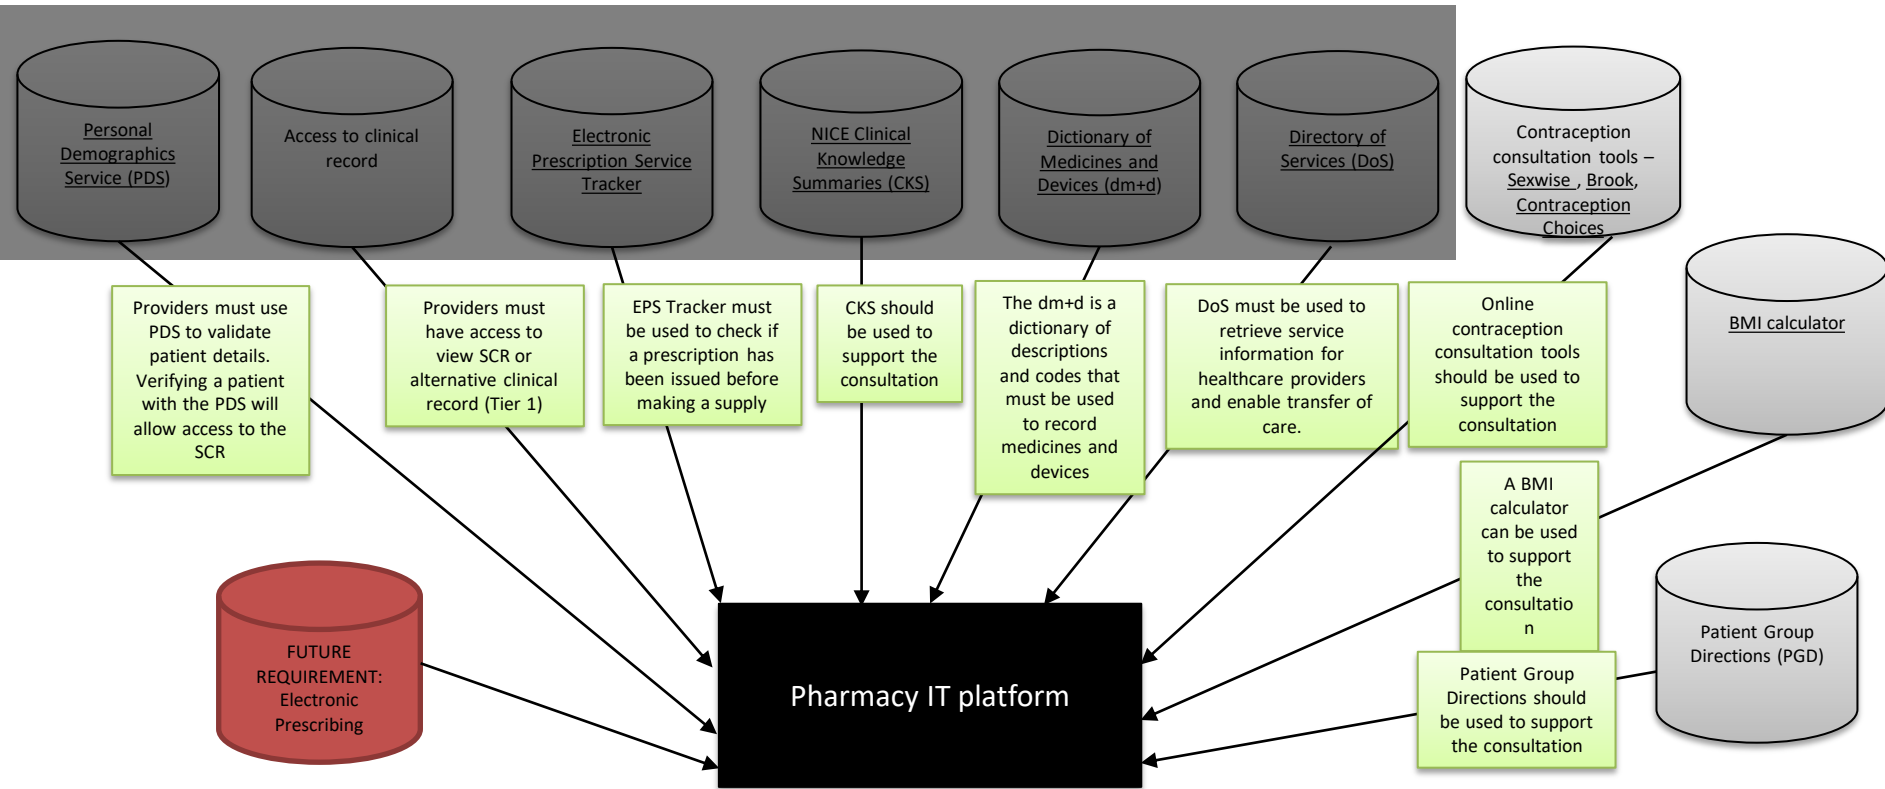 Personal
Demographics
Service (PDS)
Access to clinical
record
Electronic
Prescription Service
Tracker
NICE Clinical
Knowledge
Summaries (CKS)
Dictionary of
Medicines and
Devices (dm+d)
Directory of
Services (DoS)
Contraception
consultation tools –
Sexwise , Brook,
Contraception
Choices
BMI calculator
Providers must use
PDS to validate
patient details.
Verifying a patient
with the PDS will
allow access to the
SCR
Providers must
have access to
view SCR or
alternative clinical
record (Tier 1)
EPS Tracker must
be used to check if
a prescription has
been issued before
making a supply
CKS should
be used to
support the
consultation
The dm+d is a
dictionary of
descriptions
and codes that
must be used
to record
medicines and
devices
DoS must be used to
retrieve service
information for
healthcare providers
and enable transfer of
care.
Online
contraception
consultation tools
should be used to
support the
consultation
A BMI
calculator
can be used
to support
the
consultatio
n
Patient Group
Directions (PGD)
Patient Group
Directions should
be used to support
the consultation
FUTURE
REQUIREMENT:
Electronic
Prescribing
Pharmacy IT platform